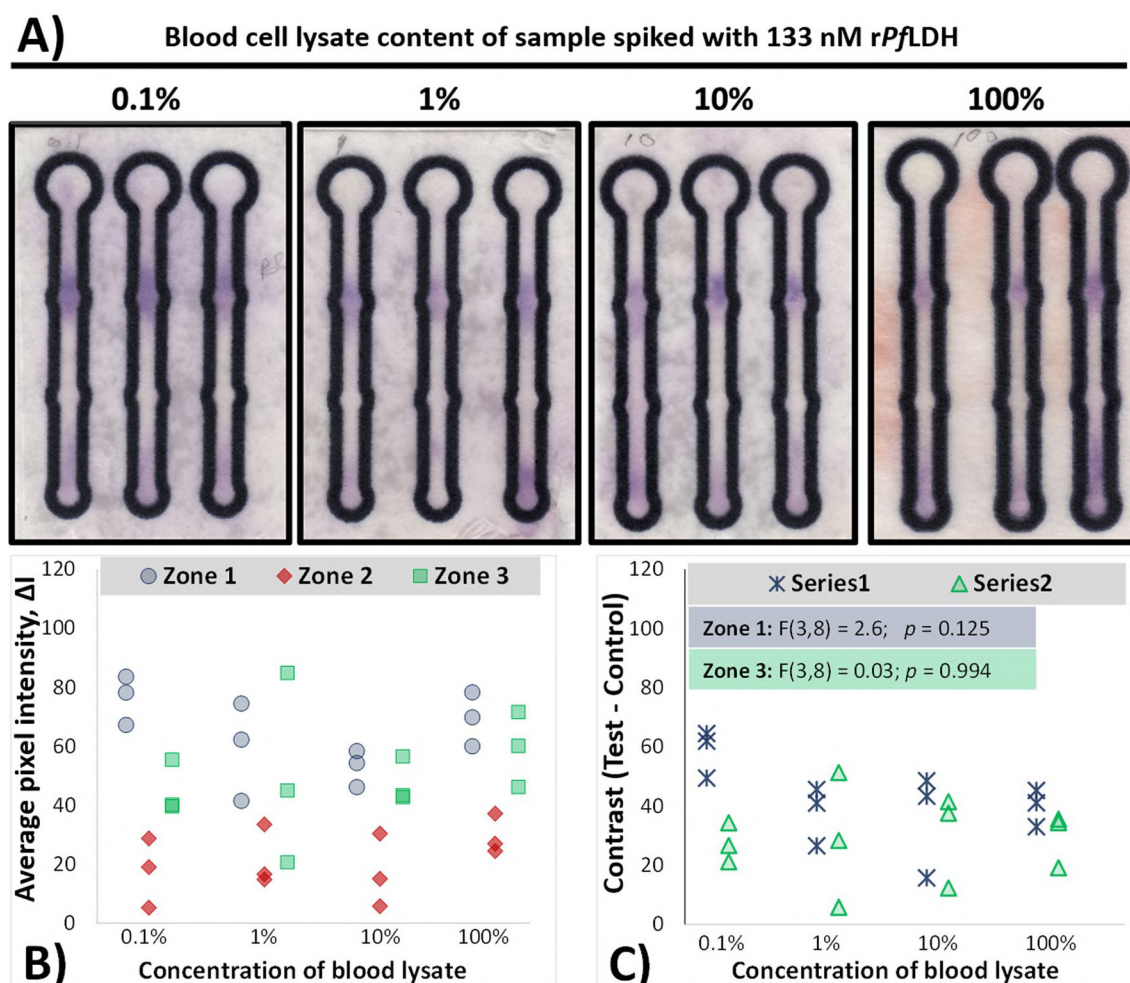 A)
Blood cell lysate content of sample spiked with 133 nM rPfLDH
0.1% 1% 10% 100%
1 10 100
B)
Average pixel intensity, ΔI
120
100
80
60
40
20
0
Zone 1 Zone 2 Zone 3
0.1% 1% 10% 100%
Concentration of blood lysate
C)
Contrast (Test - Control)
120
100
80
60
40
20
0
Series1 Series2
Zone 1: F(3,8) = 2.6; p = 0.125
Zone 3: F(3,8) = 0.03; p = 0.994
0.1% 1% 10% 100%
Concentration of blood lysate